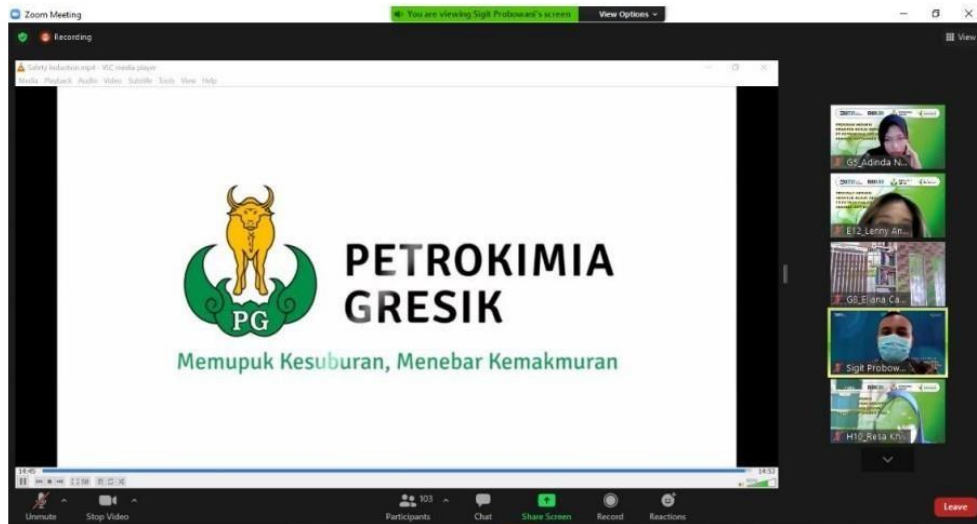 Zoom Meeting
You are viewing Sigit Probowani's screen
View Options
Recording
View
Safety Induction.mp4 - VLC media player
Media Playback Audio Video Subtitle Tools View Help
PETROKIMIA
GRESIK
PG
Memupuk Kesuburan, Menebar Kemakmuran
G5_Adinda N...
E12_Lenny An...
G8_Eliana Ca...
Sigit Probow...
H10_Resa Kh...
14:45
14:53
Unmute
Stop Video
103
Participants
Chat
Share Screen
Record
Reactions
Leave